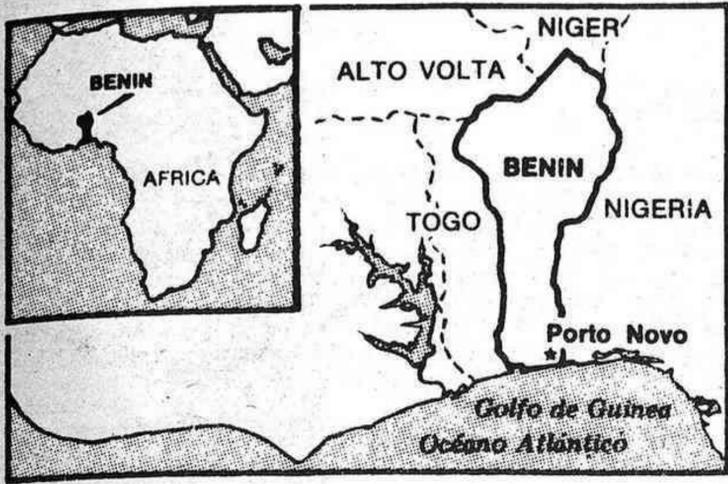 BENIN
AFRICA
NIGER
ALTO VOLTA
BENIN
TOGO
NIGERIA
Porto Novo
Golfo de Guinea
Océano Atlántico